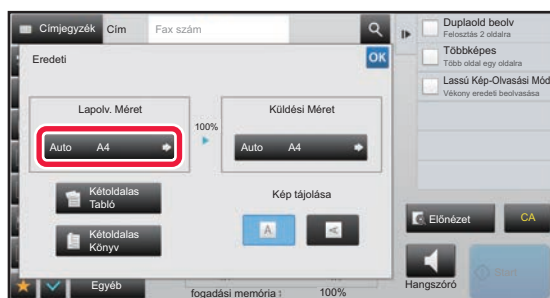 Címjegyzék Cím Fax szám
Eredeti OK
Lapolv. Méret
Auto A4
100%
Küldési Méret
Auto A4
Kétoldalas
Tabló
Kétoldalas
Könyv
Kép tájolása
A A
Egyéb
fogadási memória: 100%
Duplaold beolv
Felosztás 2 oldalra
Többképes
Több oldal egy oldalra
Lassú Kép-Olvasási Mód
Vékony eredeti beolvasása
Előnézet CA
Hangszóró Start